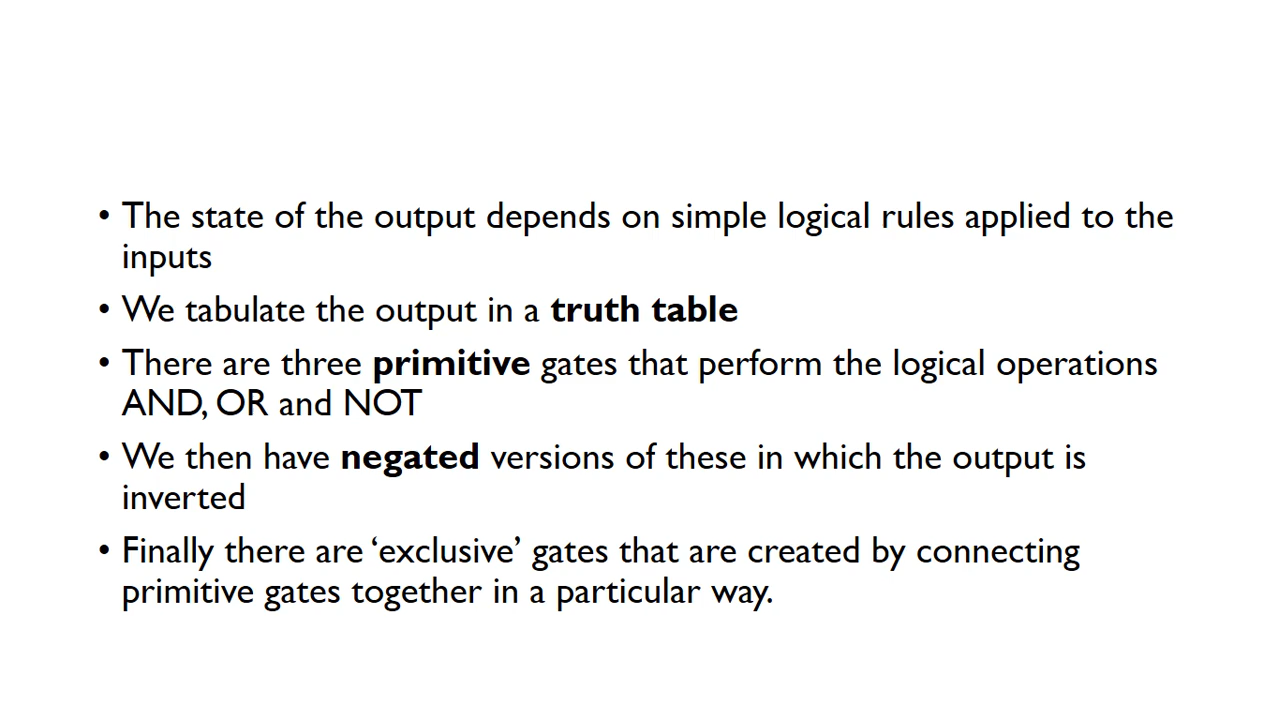 • The state of the output depends on simple logical rules applied to the
inputs
• We tabulate the output in a truth table
• There are three primitive gates that perform the logical operations
AND, OR and NOT
• We then have negated versions of these in which the output is
inverted
• Finally there are ‘exclusive’ gates that are created by connecting
primitive gates together in a particular way.